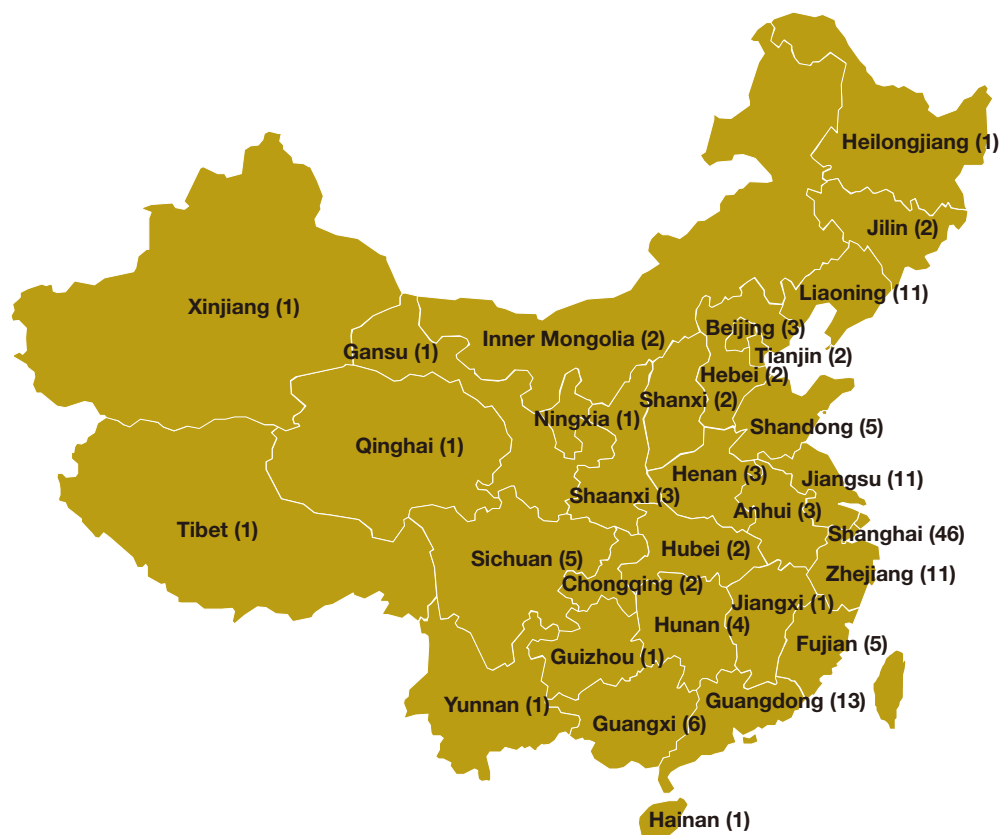 Heilongjiang (1)
Jilin (2)
Liaoning (11)
Xinjiang (1)
Beijing (3)
Inner Mongolia (2)
Gansu (1)
Tianjin (2)
Hebei (2)
Shanxi (2)
Ningxia (1)
Shandong (5)
Qinghai (1)
Henan (3)
Jiangsu (11)
Shaanxi (3)
Anhui (3)
Tibet (1)
Shanghai (46)
Hubei (2)
Sichuan (5)
Zhejiang (11)
Chongqing (2)
Jiangxi (1)
Hunan (4)
Fujian (5)
Guizhou (1)
Guangdong (13)
Yunnan (1)
Guangxi (6)
Hainan (1)